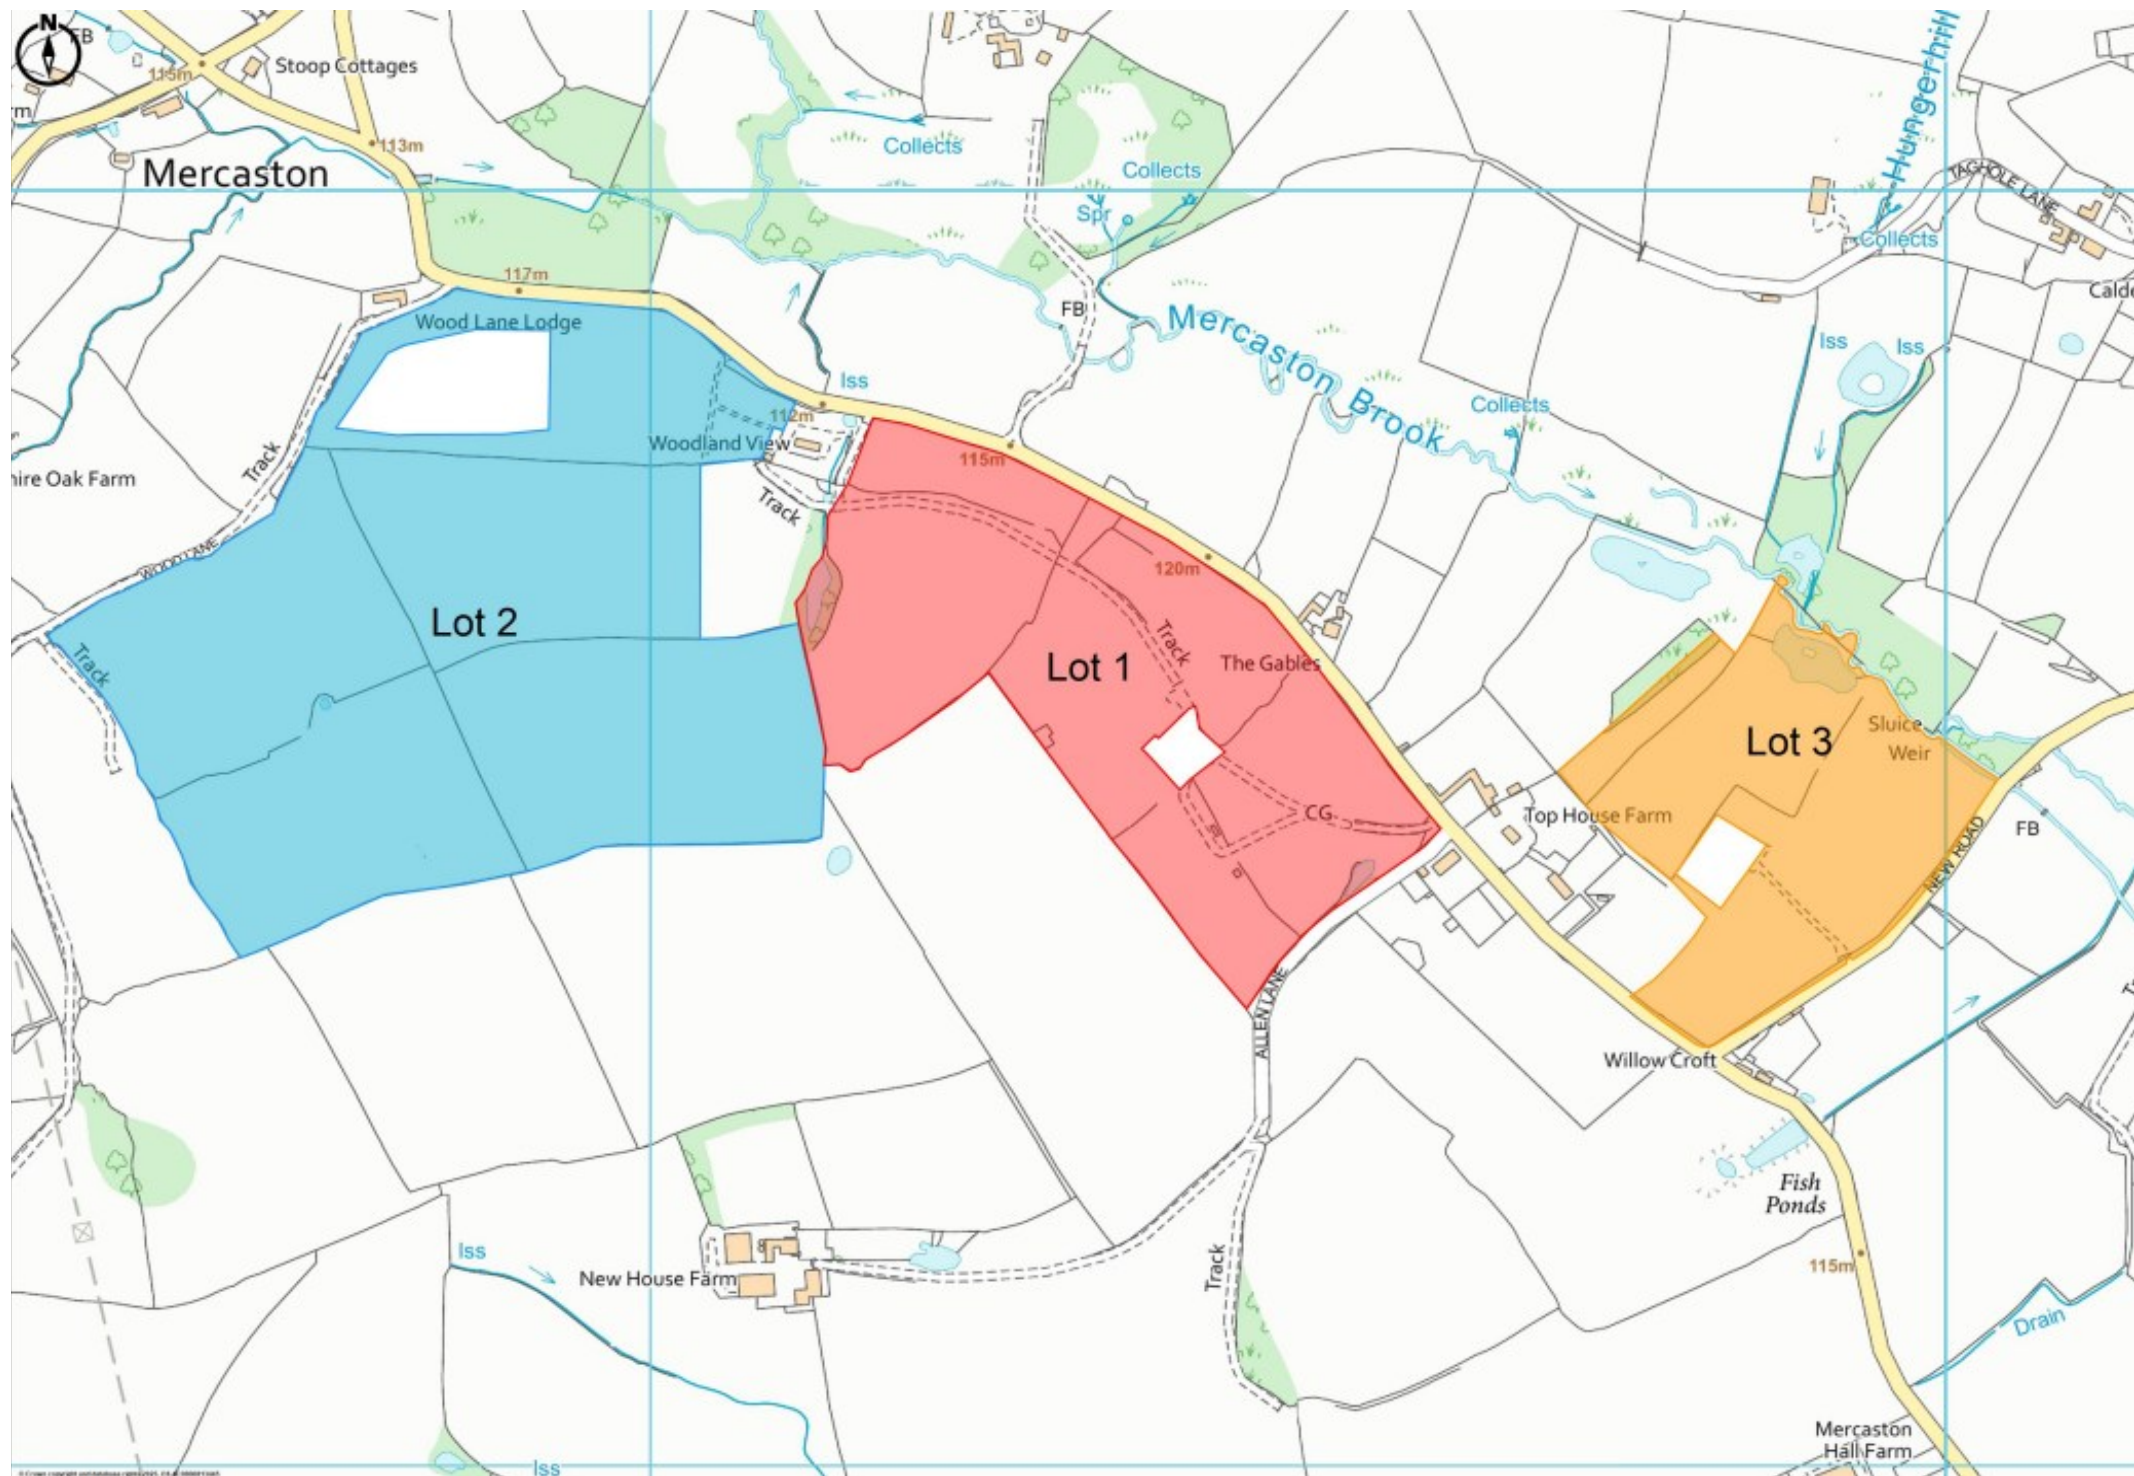 N
FB
115m
Stoop Cottages
rm
113m
Mercaston
Collects
Collects
Spr
Hungerhill
TAGHOLE LANE
Collects
Calde
117m
Wood Lane Lodge
FB
Mercaston Brook
Iss
Iss
Iss
112m
Collects
Woodland View
115m
Track
hire Oak Farm
Track
WOOD LANE
120m
Lot 2
Track
Lot 1
Track
The Gables
Lot 3
Sluice
Weir
CG
Top House Farm
FB
NEW ROAD
ALLEN LANE
Willow Croft
Fish
Ponds
Iss
New House Farm
Track
115m
Drain
Mercaston
Hall Farm
Iss